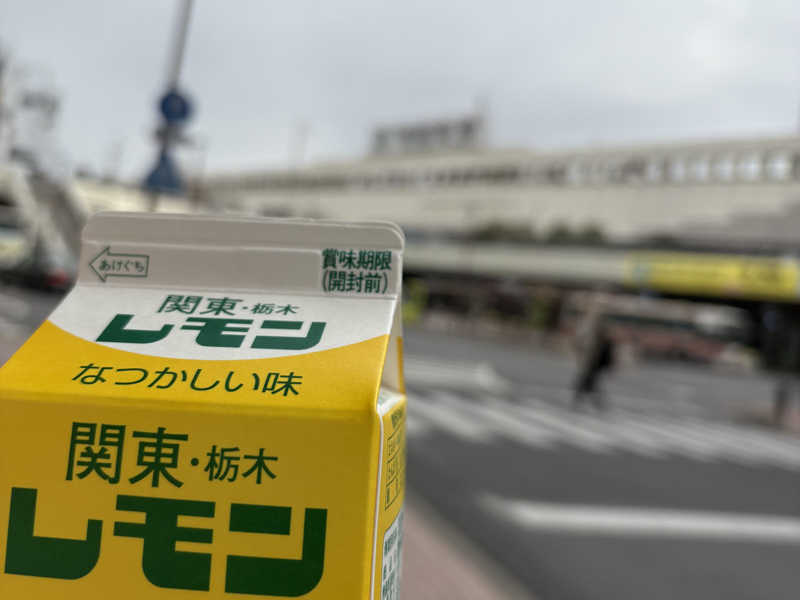 あけぐち
賞味期限
(開封前)
関東・栃木
レモン
なつかしい味
関東・栃木
レモン